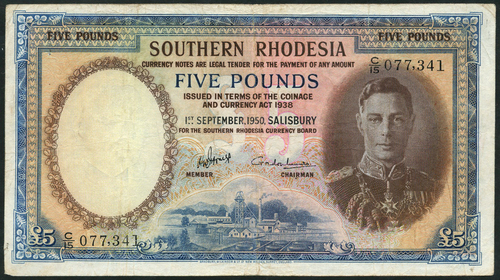 FIVE POUNDS
FIVE POUNDS
SOUTHERN RHODESIA
CURRENCY NOTES ARE LEGAL TENDER FOR THE PAYMENT OF ANY AMOUNT
C/15 077,341
FIVE POUNDS
ISSUED IN TERMS OF THE COINAGE
AND CURRENCY ACT 1938
1ST SEPTEMBER, 1950, SALISBURY
FOR THE SOUTHERN RHODESIA CURRENCY BOARD
MEMBER
CHAIRMAN
£5
C/15 077,341
£5